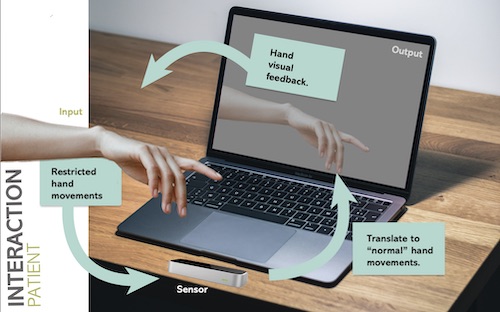 INTERACTION
PATIENT
Input
Restricted
hand
movements
Sensor
Translate to
“normal” hand
movements.
Output
Hand
visual
feedback.